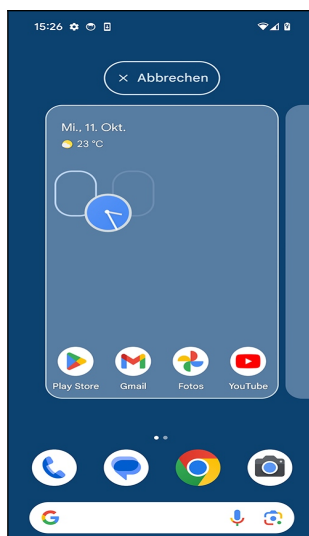 15:26
Abbrechen
Mi., 11. Okt.
23 °C
Play Store Gmail Fotos YouTube